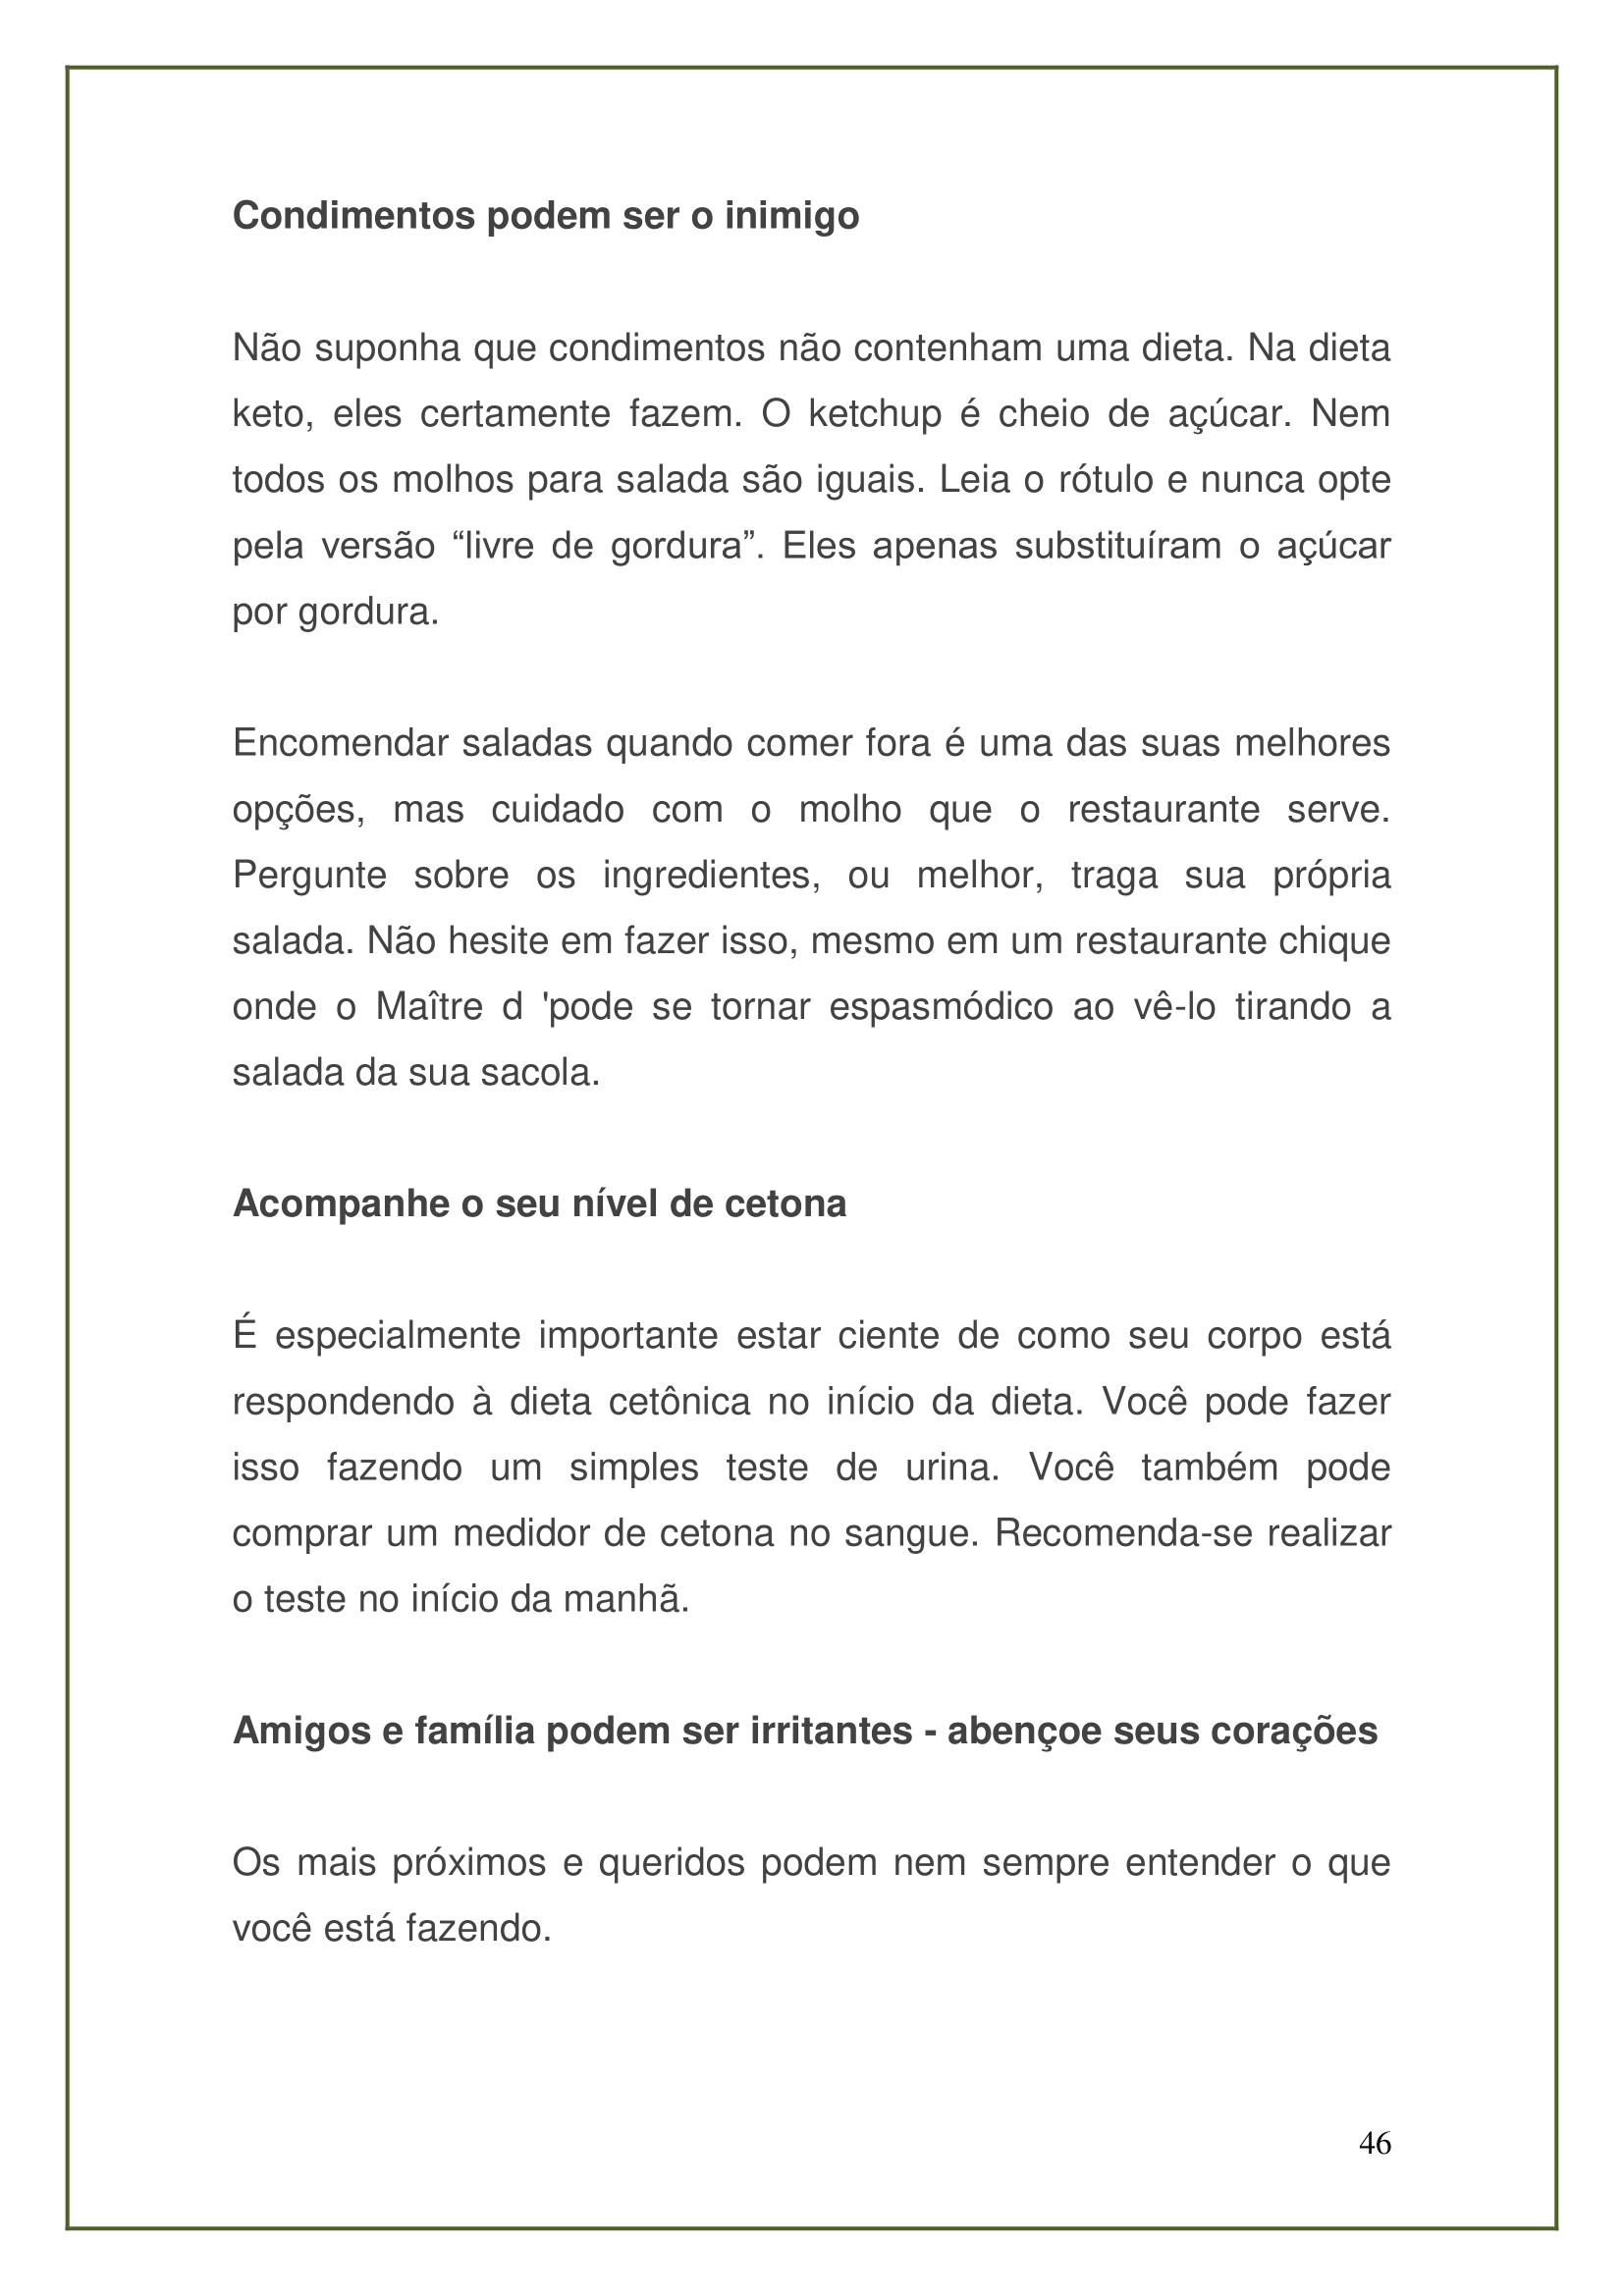 Condimentos podem ser o inimigo
Não suponha que condimentos não contenham uma dieta. Na dieta
keto, eles certamente fazem. O ketchup é cheio de açúcar. Nem
todos os molhos para salada são iguais. Leia o rótulo e nunca opte
pela versão “livre de gordura”. Eles apenas substituíram o açúcar
por gordura.
Encomendar saladas quando comer fora é uma das suas melhores
opções, mas cuidado com o molho que o restaurante serve.
Pergunte sobre os ingredientes, ou melhor, traga sua própria
salada. Não hesite em fazer isso, mesmo em um restaurante chique
onde o Maître d 'pode se tornar espasmódico ao vê-lo tirando a
salada da sua sacola.
Acompanhe o seu nível de cetona
É especialmente importante estar ciente de como seu corpo está
respondendo à dieta cetônica no início da dieta. Você pode fazer
isso fazendo um simples teste de urina. Você também pode
comprar um medidor de cetona no sangue. Recomenda-se realizar
o teste no início da manhã.
Amigos e família podem ser irritantes - abençoe seus corações
Os mais próximos e queridos podem nem sempre entender o que
você está fazendo.
46